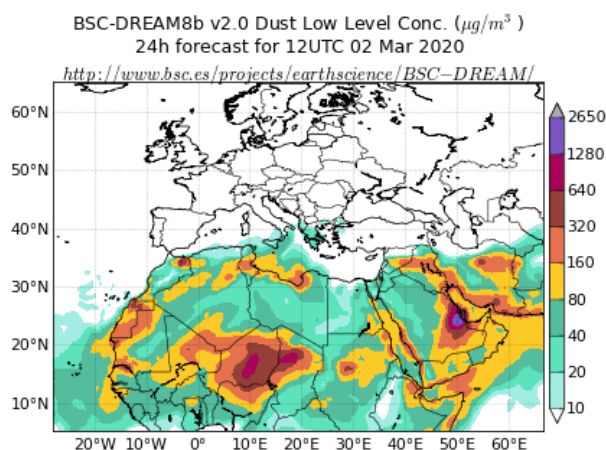 BSC-DREAM8b v2.0 Dust Low Level Conc. (μg/m³ )
24h forecast for 12UTC 02 Mar 2020
http://www.bsc.es/projects/earthscience/BSC−DREAM/
60°N
50°N
40°N
30°N
20°N
10°N
20°W 10°W 0° 10°E 20°E 30°E 40°E 50°E 60°E
2650
1280
640
320
160
80
40
20
10